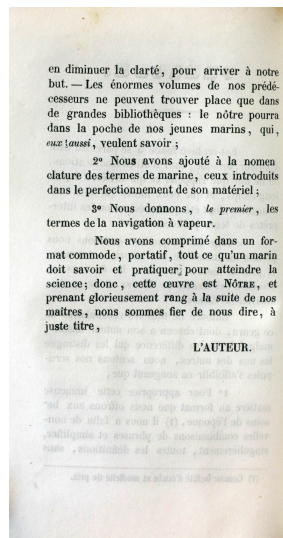 en diminuer la clarté, pour arriver à notre
but. — Les énormes volumes de nos prédé-
cesseurs ne peuvent trouver place que dans
de grandes bibliothèques : le nôtre pourra
dans la poche de nos jeunes marins, qui,
eux aussi, veulent savoir ;
2º Nous avons ajouté à la nomen
clature des termes de marine, ceux introduits
dans le perfectionnement de son matériel ;
3º Nous donnons, le premier, les
termes de la navigation à vapeur.
Nous avons comprimé dans un for-
mat commode, portatif, tout ce qu'un marin
doit savoir et pratiquer pour atteindre la
science; donc, cette œuvre est NÔTRE, et
prenant glorieusement rang à la suite de nos
maîtres, nons sommes fier de nous dire, à
juste titre,
L'AUTEUR.